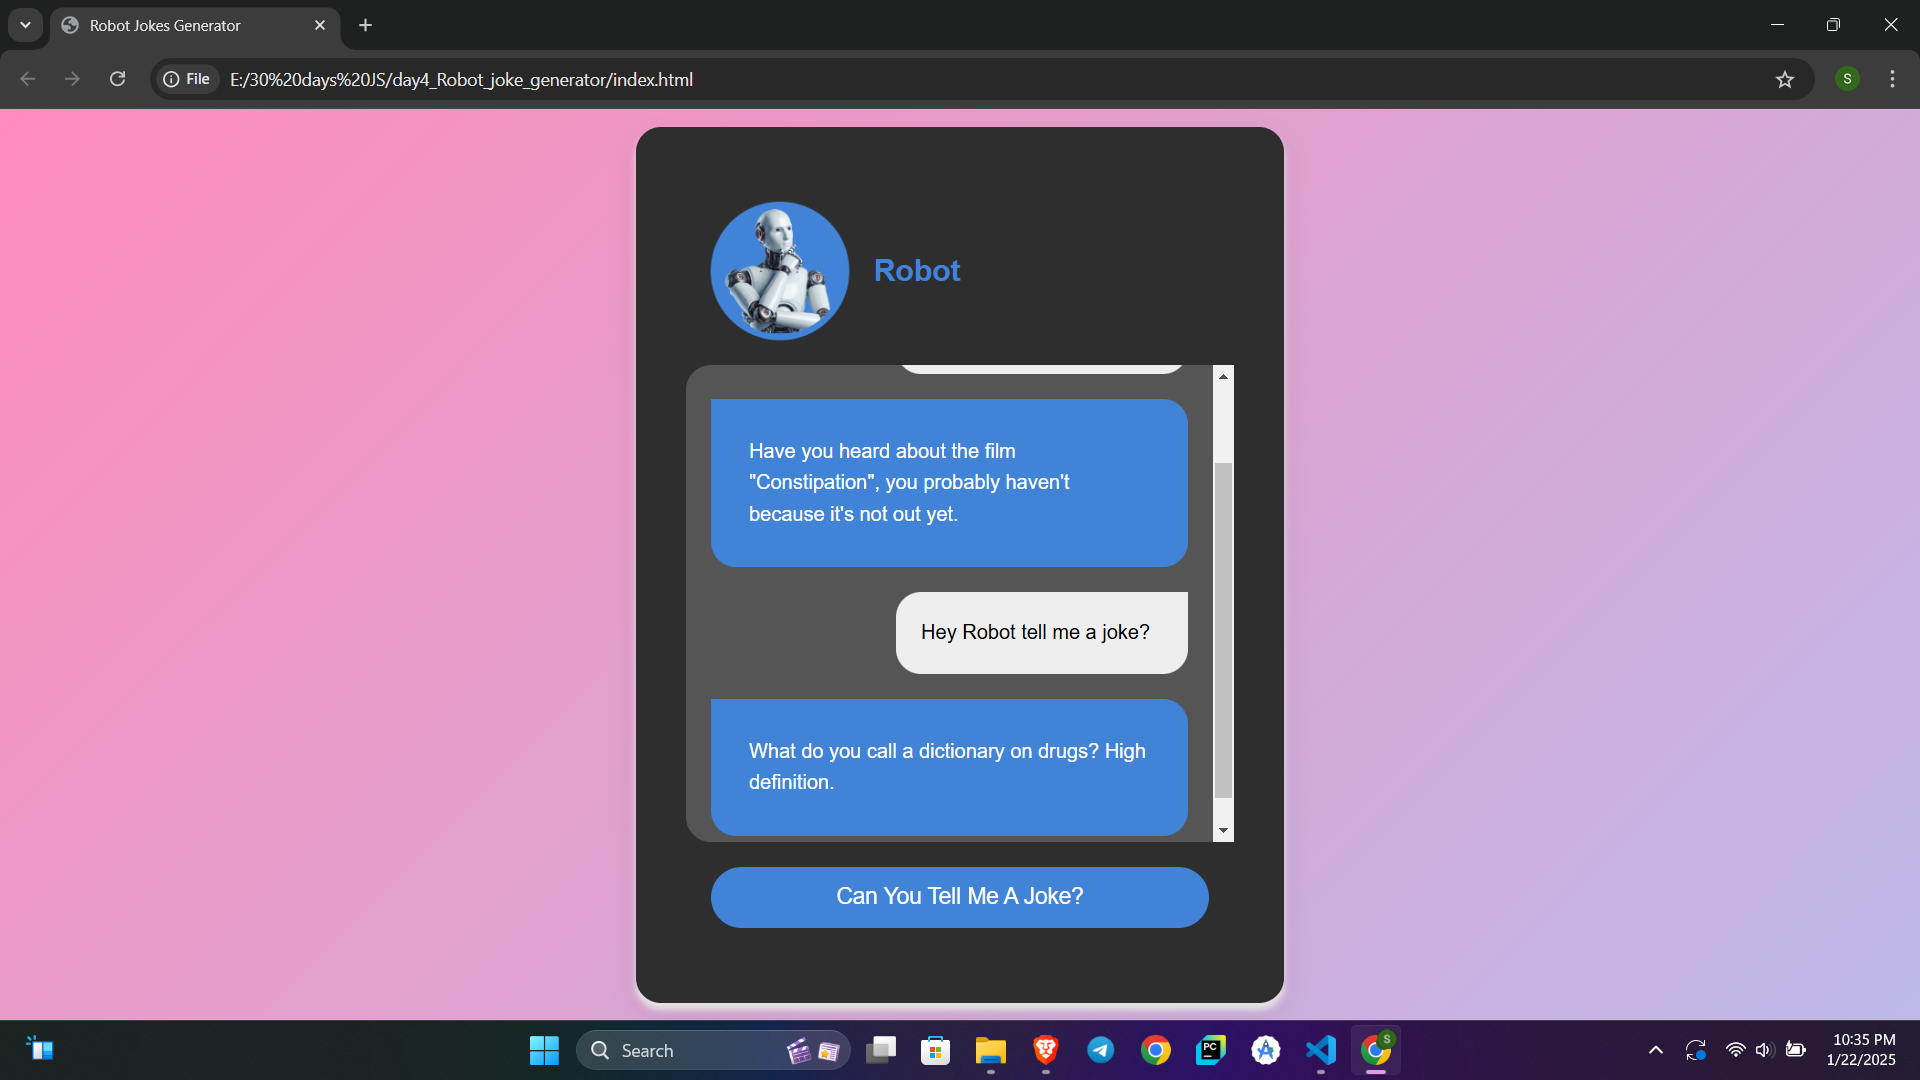 Robot Jokes Generator
File
E:/30%20days%20JS/day4_Robot_joke_generator/index.html
S
Robot
Have you heard about the film
"Constipation", you probably haven't
because it's not out yet.
Hey Robot tell me a joke?
What do you call a dictionary on drugs? High
definition.
Can You Tell Me A Joke?
Search
PC
S
10:35 PM
1/22/2025